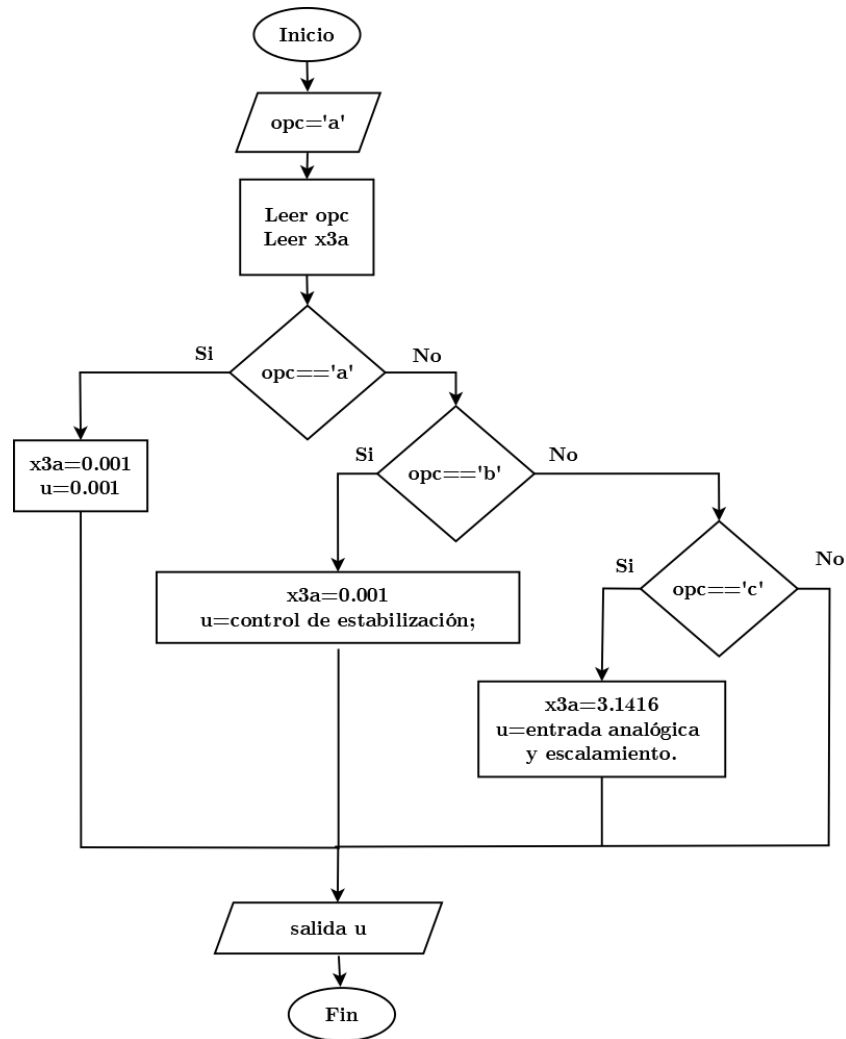 Inicio
opc='a'
Leer opc
Leer x3a
opc=='a'
Si
No
x3a=0.001
u=0.001
opc=='b'
Si
No
x3a=0.001
u=control de estabilización;
opc=='c'
Si
No
x3a=3.1416
u=entrada analógica
y escalamiento.
salida u
Fin